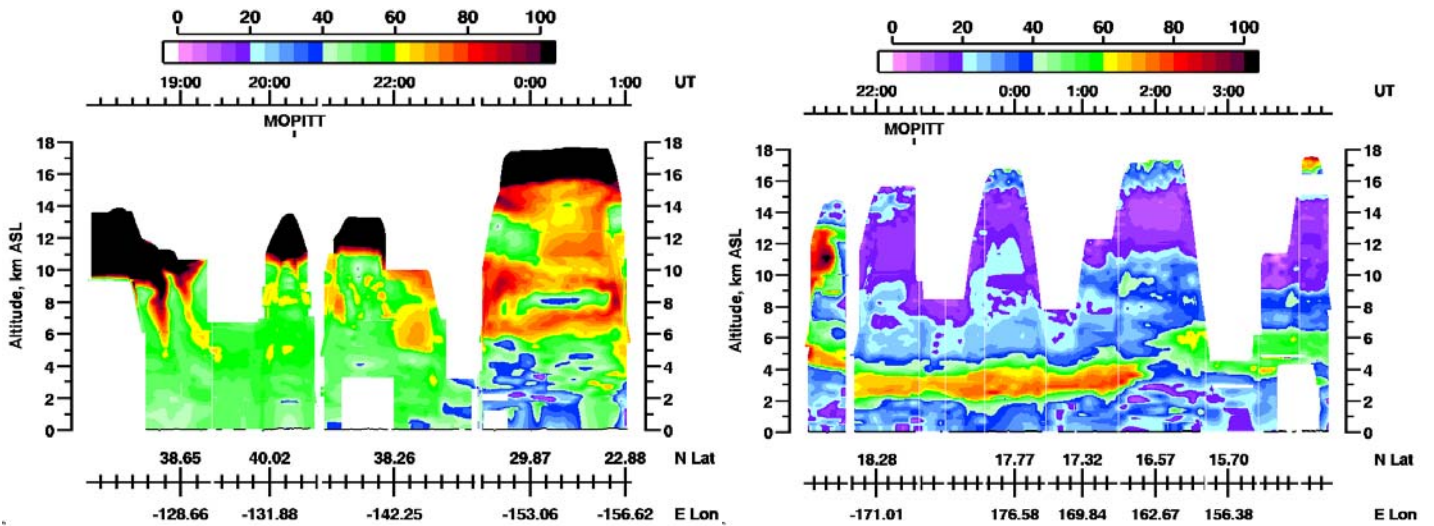 0 20 40 60 80 100
19:00 20:00 22:00 0:00 1:00 UT
MOPITT
18 18
16 16
14 14
12 12
10 10
8 8
6 6
4 4
2 2
0 0
Altitude, km ASL
38.65 40.02 38.26 29.87 22.88 N Lat
-128.66 -131.88 -142.25 -153.06 -156.62 E Lon
0 20 40 60 80 100
22:00 0:00 1:00 2:00 3:00 UT
MOPITT
18 18
16 16
14 14
12 12
10 10
8 8
6 6
4 4
2 2
0 0
Altitude, km ASL
18.28 17.77 17.32 16.57 15.70 N Lat
-171.01 176.58 169.84 162.67 156.38 E Lon